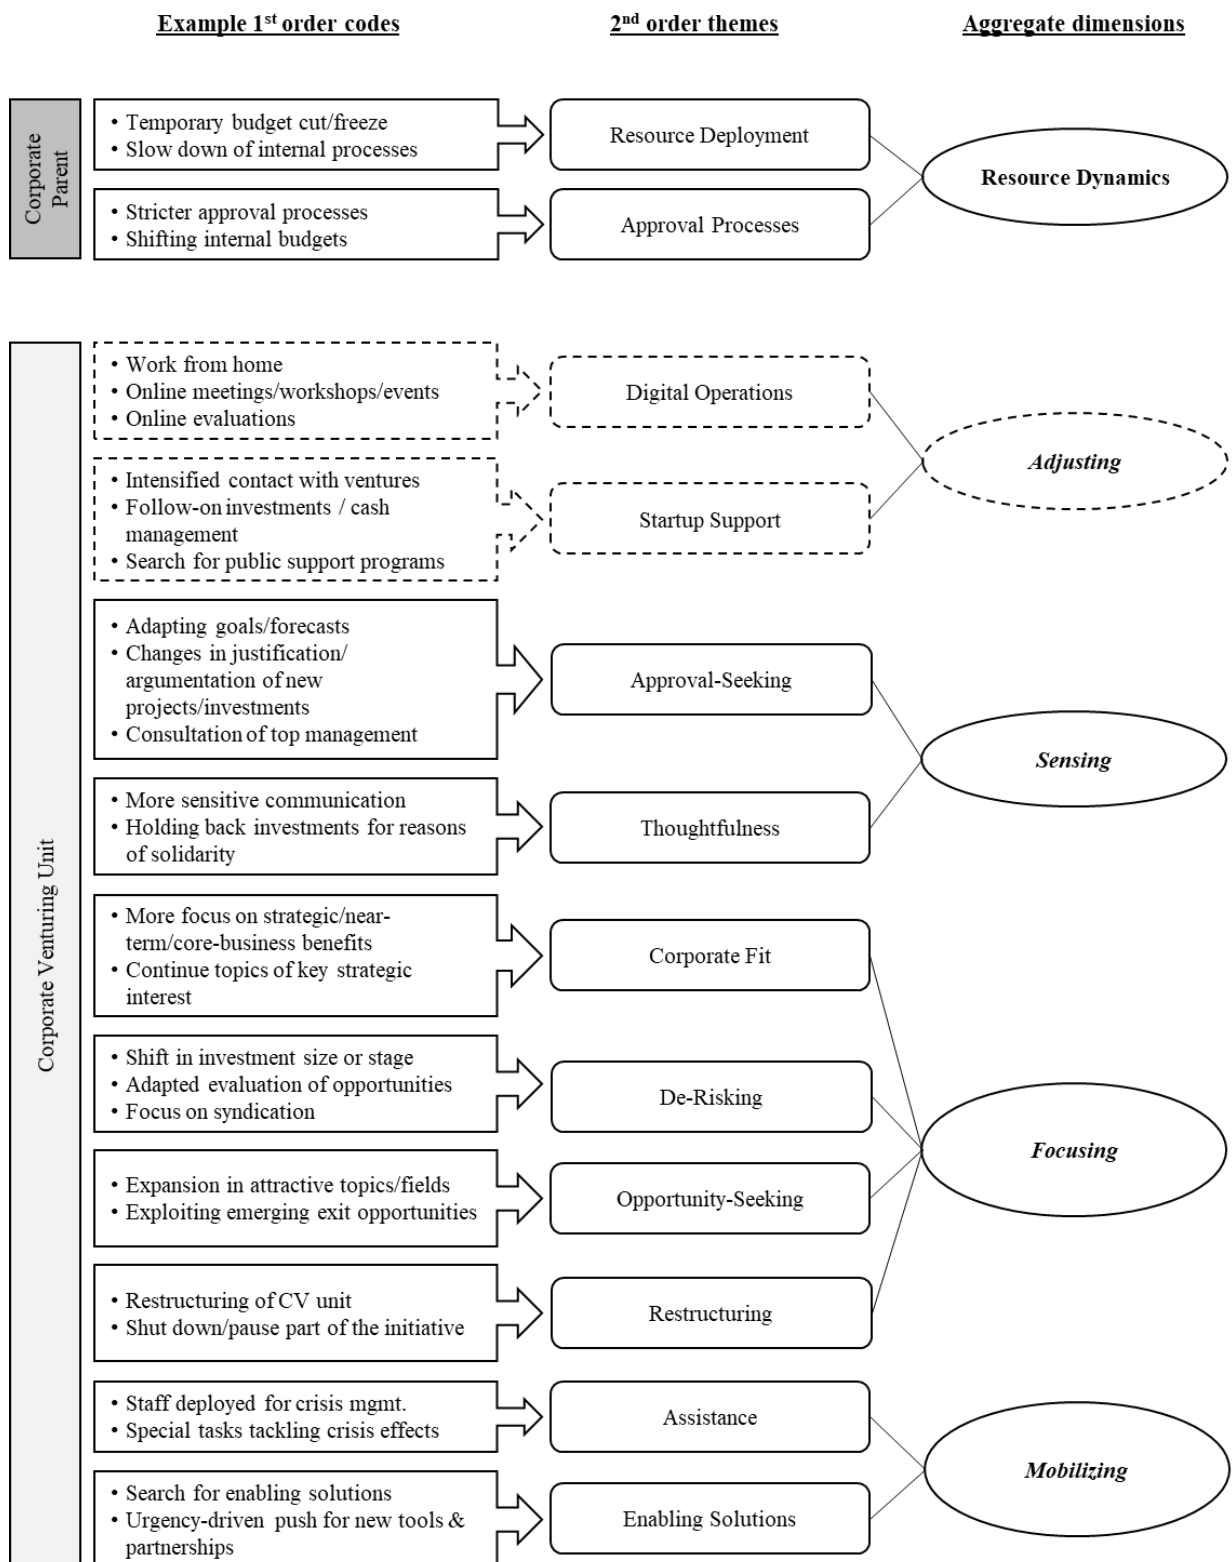 Example 1st order codes
2nd order themes
Aggregate dimensions
Corporate
Parent
• Temporary budget cut/freeze
• Slow down of internal processes
Resource Deployment
• Stricter approval processes
• Shifting internal budgets
Approval Processes
Resource Dynamics
Corporate Venturing Unit
• Work from home
• Online meetings/workshops/events
• Online evaluations
Digital Operations
• Intensified contact with ventures
• Follow-on investments / cash
management
• Search for public support programs
Startup Support
Adjusting
• Adapting goals/forecasts
• Changes in justification/
argumentation of new
projects/investments
• Consultation of top management
Approval-Seeking
• More sensitive communication
• Holding back investments for reasons
of solidarity
Thoughtfulness
Sensing
• More focus on strategic/near-
term/core-business benefits
• Continue topics of key strategic
interest
Corporate Fit
• Shift in investment size or stage
• Adapted evaluation of opportunities
• Focus on syndication
De-Risking
• Expansion in attractive topics/fields
• Exploiting emerging exit opportunities
Opportunity-Seeking
• Restructuring of CV unit
• Shut down/pause part of the initiative
Restructuring
Focusing
• Staff deployed for crisis mgmt.
• Special tasks tackling crisis effects
Assistance
• Search for enabling solutions
• Urgency-driven push for new tools &
partnerships
Enabling Solutions
Mobilizing